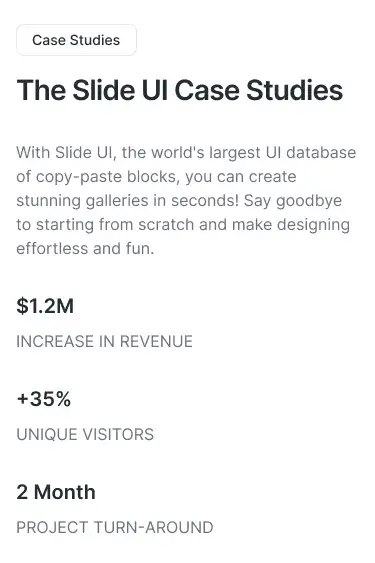 Case Studies
The Slide UI Case Studies
With Slide UI, the world's largest UI database
of copy-paste blocks, you can create
stunning galleries in seconds! Say goodbye
to starting from scratch and make designing
effortless and fun.
$1.2M
INCREASE IN REVENUE
+35%
UNIQUE VISITORS
2 Month
PROJECT TURN-AROUND